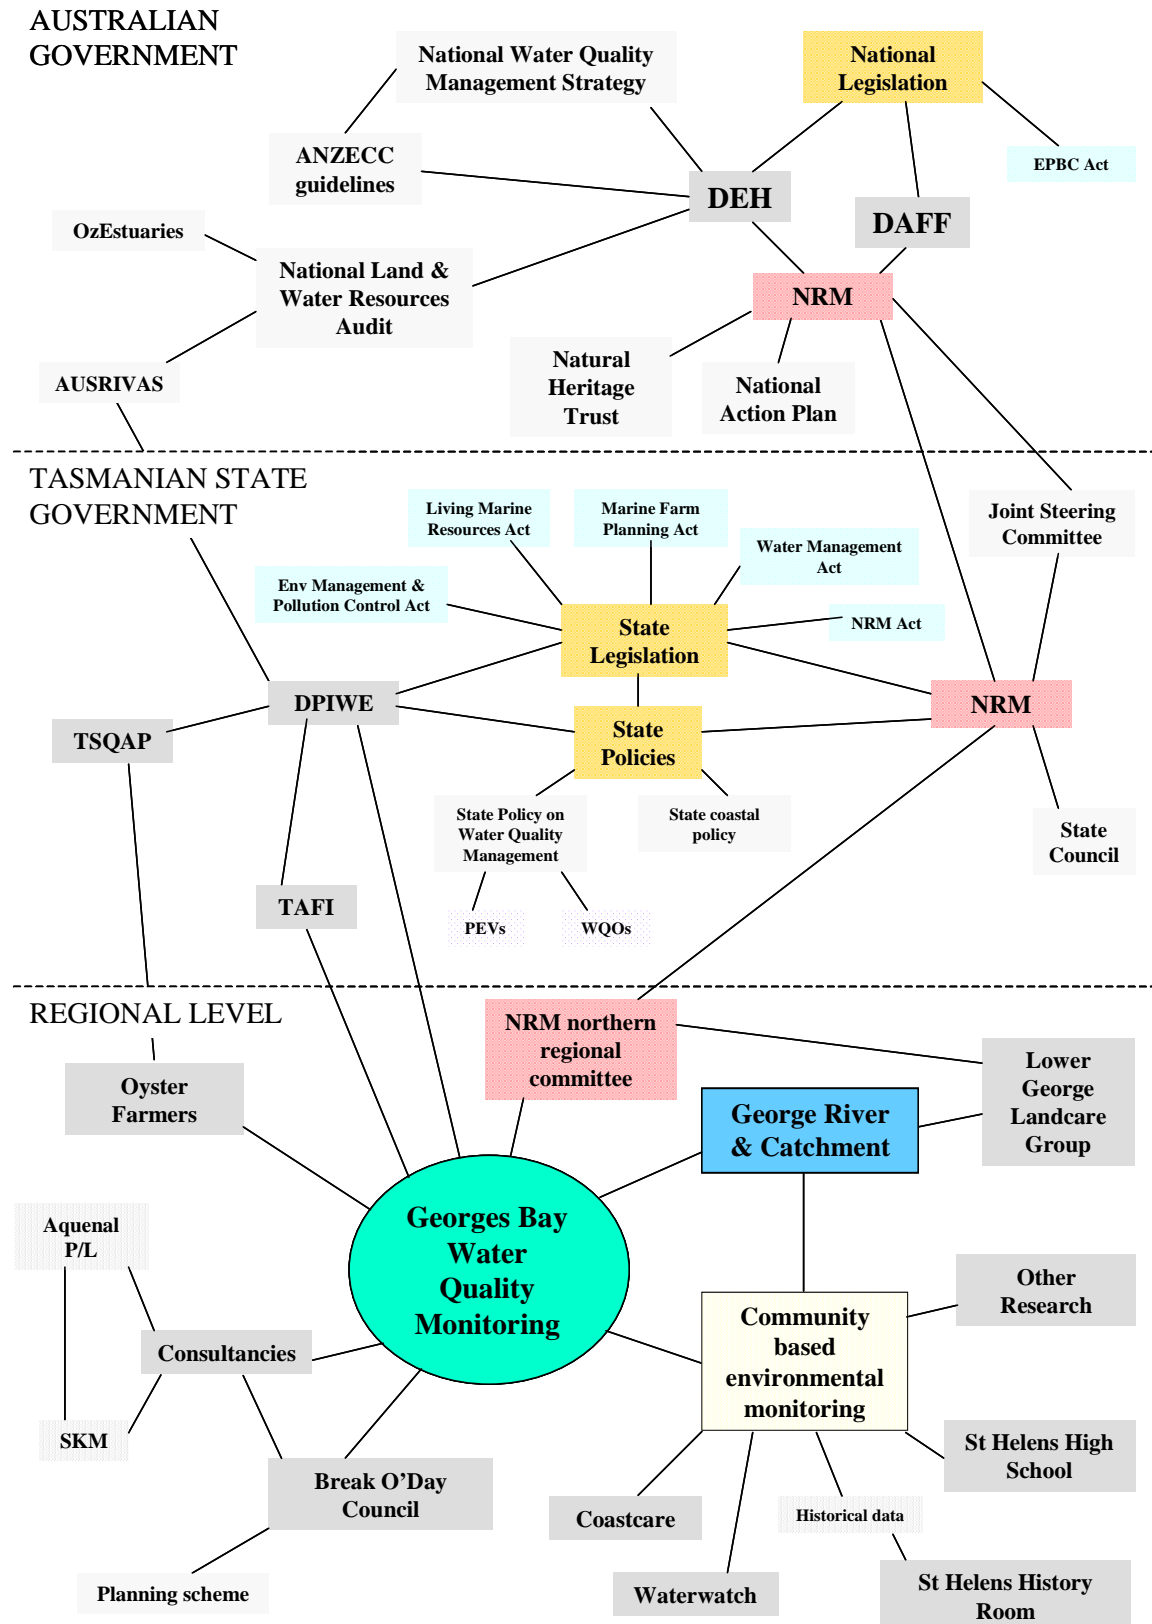 AUSTRALIAN
GOVERNMENT
National Water Quality
Management Strategy
National
Legislation
ANZECC
guidelines
EPBC Act
DEH
DAFF
OzEstuaries
National Land &
Water Resources
Audit
NRM
AUSRIVAS
Natural
Heritage
Trust
National
Action Plan
TASMANIAN STATE
GOVERNMENT
Living Marine
Resources Act
Marine Farm
Planning Act
Joint Steering
Committee
Water Management
Act
Env Management &
Pollution Control Act
NRM Act
State
Legislation
DPIWE
NRM
TSQAP
State
Policies
State Policy on
Water Quality
Management
State coastal
policy
State
Council
TAFI
PEVs
WQOs
REGIONAL LEVEL
NRM northern
regional
committee
Oyster
Farmers
Lower
George
Landcare
Group
George River
& Catchment
Georges Bay
Water
Quality
Monitoring
Aquenal
P/L
Other
Research
Community
based
environmental
monitoring
Consultancies
SKM
St Helens High
School
Break O'Day
Council
Coastcare
Historical data
Planning scheme
Waterwatch
St Helens History
Room